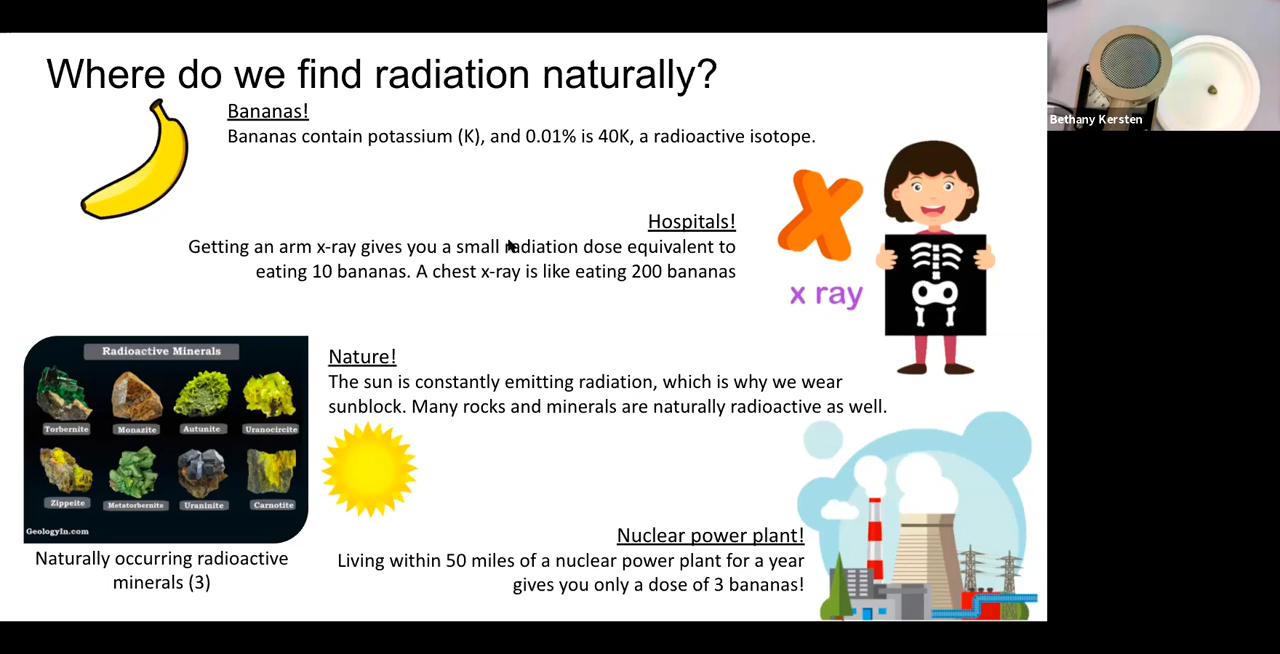 Where do we find radiation naturally?
Bananas!
Bananas contain potassium (K), and 0.01% is 40K, a radioactive isotope.
Hospitals!
Getting an arm x-ray gives you a small radiation dose equivalent to
eating 10 bananas. A chest x-ray is like eating 200 bananas
X
x ray
Radioactive Minerals
Torbernite
Monazite
Autunite
Uranocircite
Zippeite
Metatorbernite
Uraninite
Carnotite
GeologyIn.com
Naturally occurring radioactive
minerals (3)
Nature!
The sun is constantly emitting radiation, which is why we wear
sunblock. Many rocks and minerals are naturally radioactive as well.
Nuclear power plant!
Living within 50 miles of a nuclear power plant for a year
gives you only a dose of 3 bananas!
Bethany Kersten